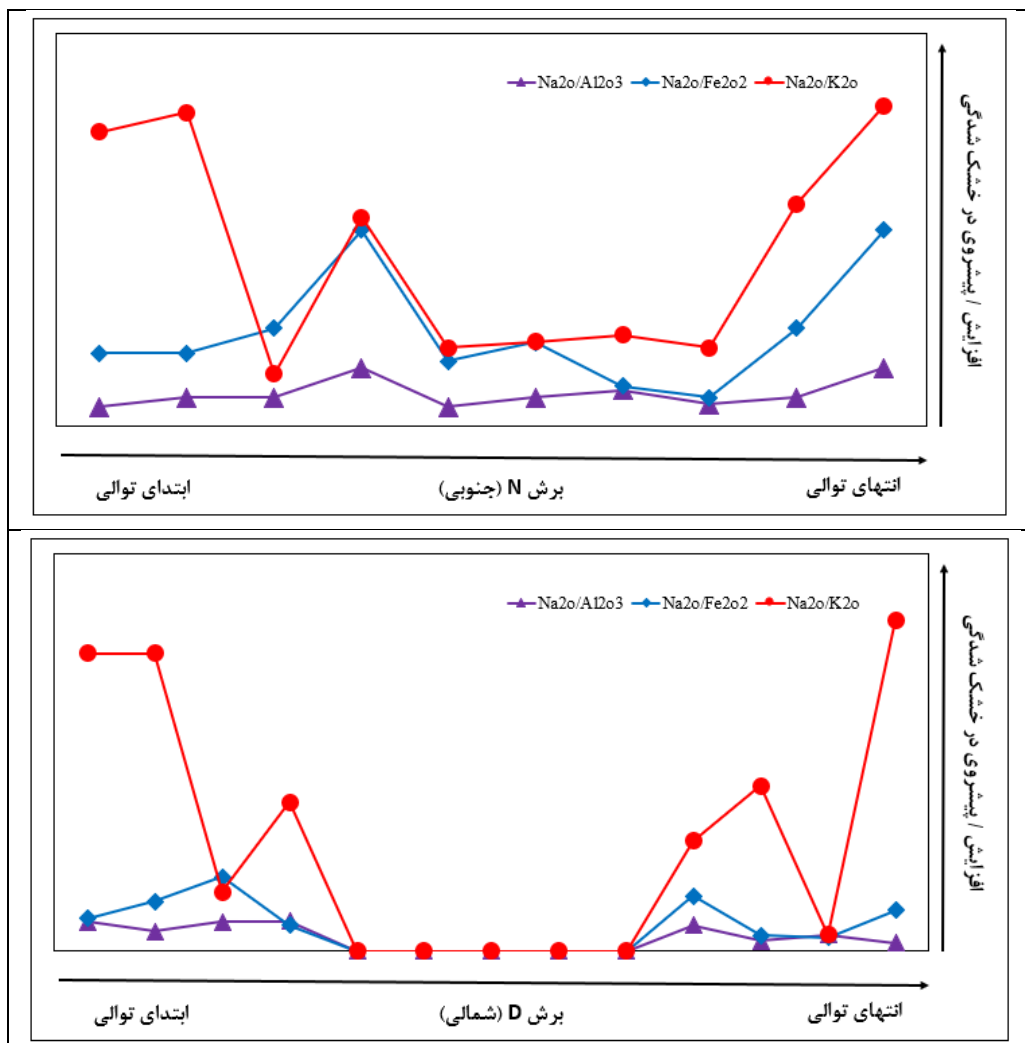 Na2o/Al2o3 Na2o/Fe2o2 Na2o/K2o
افزایش / پیشروی در خشک شدگی
ابتدای توالی برش N (جنوبی) انتهای توالی
Na2o/Al2o3 Na2o/Fe2o2 Na2o/K2o
افزایش / پیشروی در خشک شدگی
ابتدای توالی برش D (شمالی) انتهای توالی